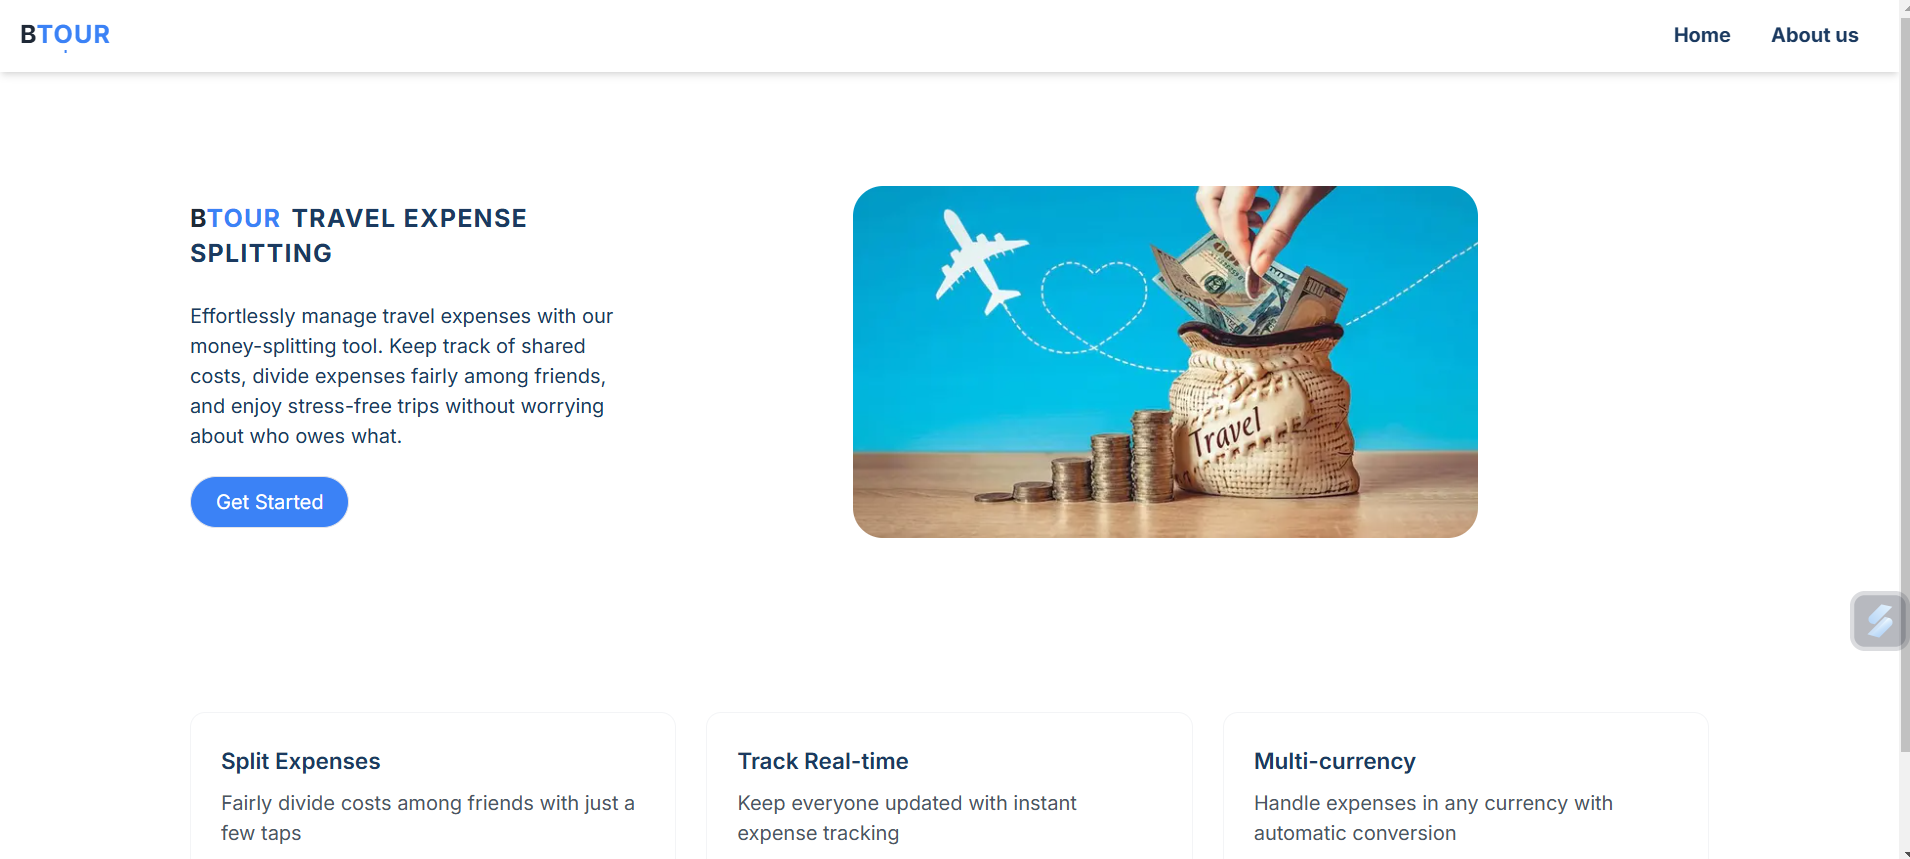 BTOUR
Home
About us
BTOUR TRAVEL EXPENSE
SPLITTING
Effortlessly manage travel expenses with our
money-splitting tool. Keep track of shared
costs, divide expenses fairly among friends,
and enjoy stress-free trips without worrying
about who owes what.
Get Started
100
Travel
Split Expenses
Fairly divide costs among friends with just a
few taps
Track Real-time
Keep everyone updated with instant
expense tracking
Multi-currency
Handle expenses in any currency with
automatic conversion